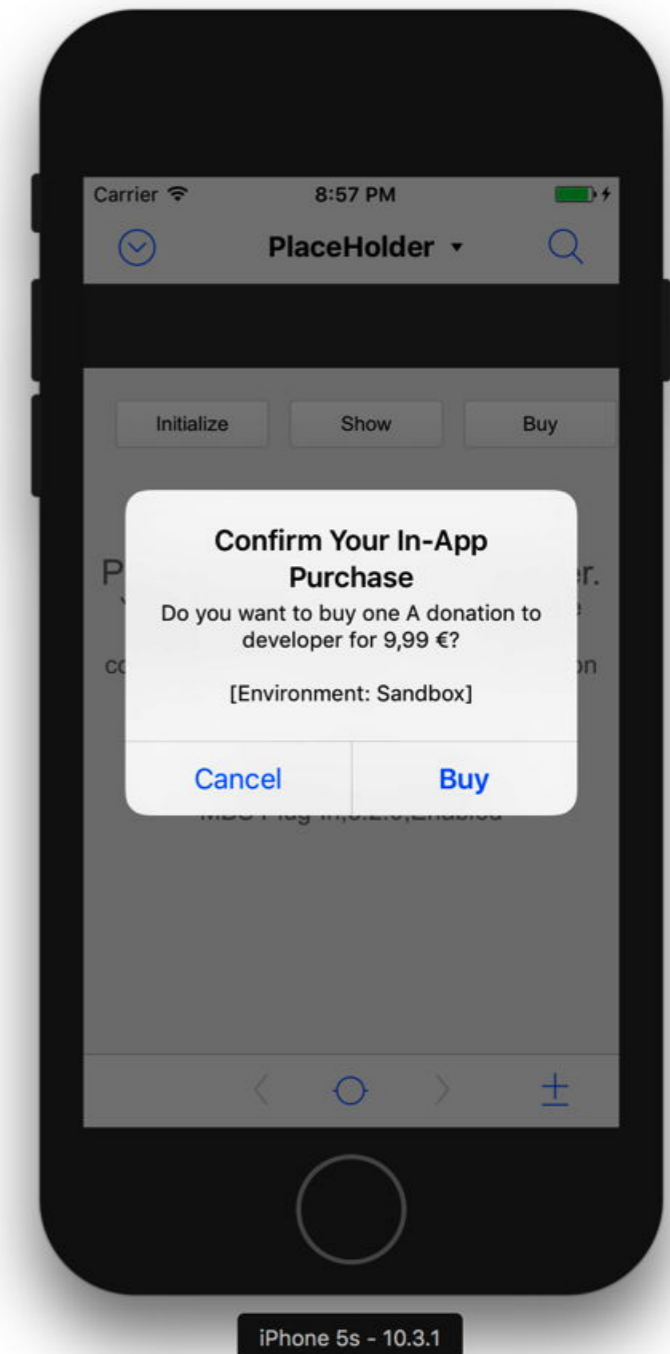 Carrier
8:57 PM
PlaceHolder
Initialize
Show
Buy
P
er.
Confirm Your In-App
Purchase
Do you want to buy one A donation to
developer for 9,99 €?
[Environment: Sandbox]
Cancel
Buy
iPhone 5s - 10.3.1